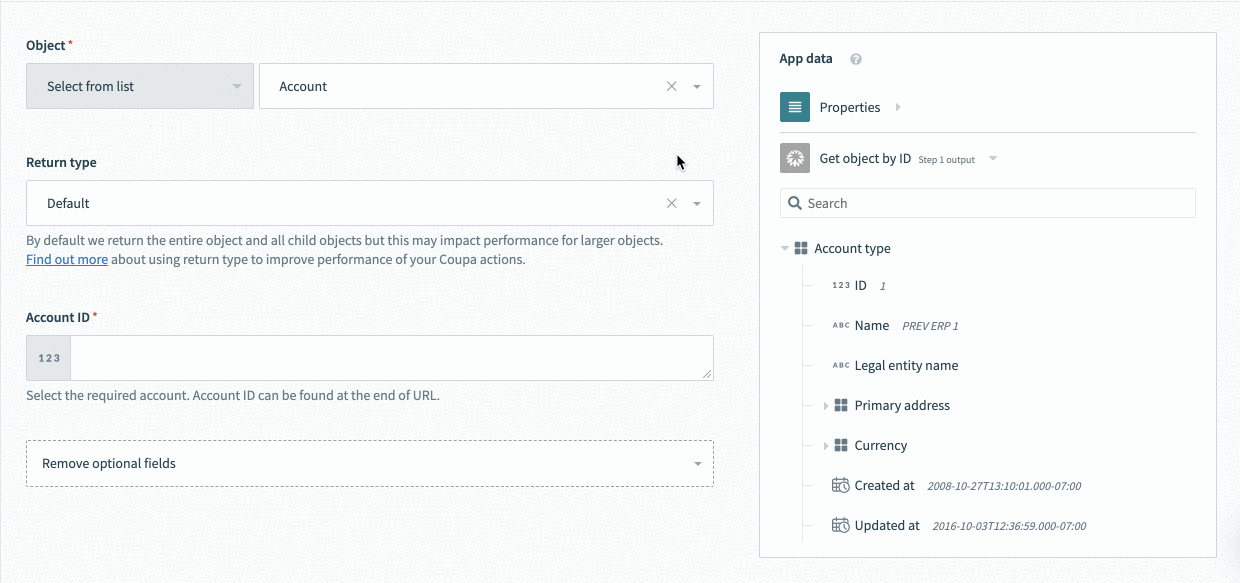 Object *
Select from list
Account
Return type
Default
By default we return the entire object and all child objects but this may impact performance for larger objects.
Find out more about using return type to improve performance of your Coupa actions.
Account ID *
123
Select the required account. Account ID can be found at the end of URL.
Remove optional fields
App data ?
Properties
Get object by ID Step 1 output
Search
Account type
123 ID 1
ABC Name PREV ERP 1
ABC Legal entity name
Primary address
Currency
Created at 2008-10-27T13:10:01.000-07:00
Updated at 2016-10-03T12:36:59.000-07:00